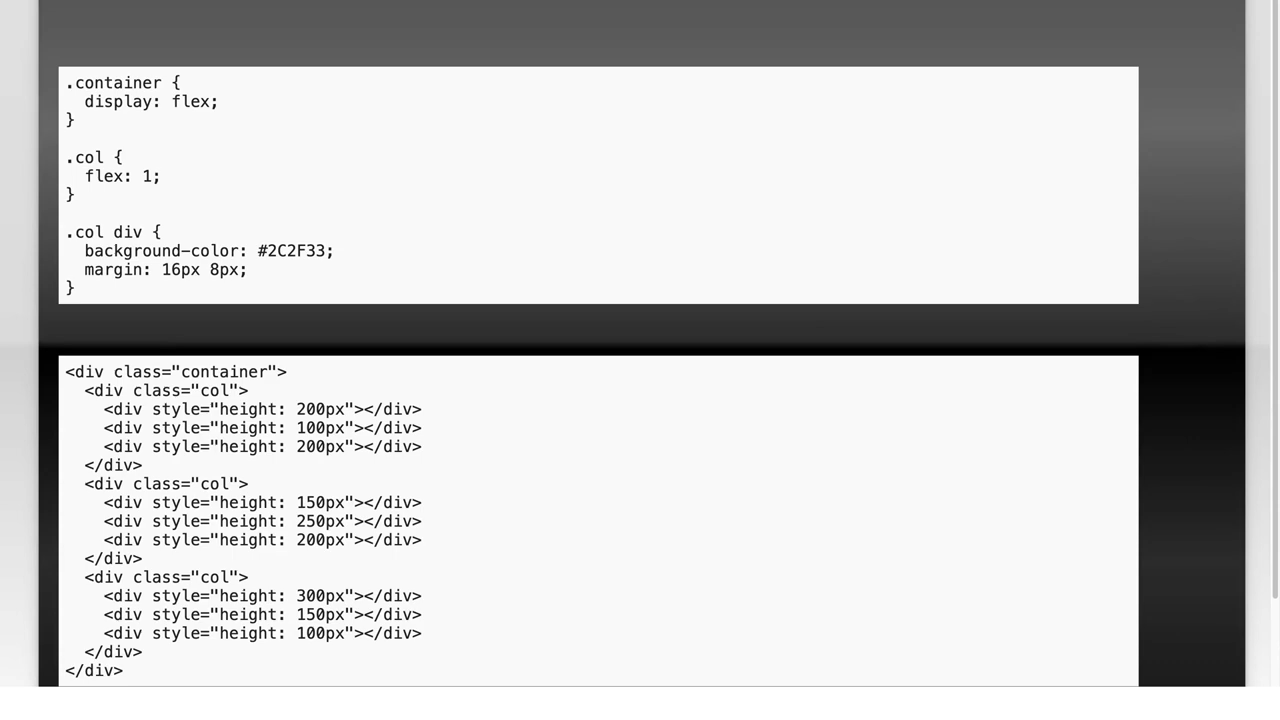 .container {
  display: flex;
}

.col {
  flex: 1;
}

.col div {
  background-color: #2C2F33;
  margin: 16px 8px;
}

<div class="container">
  <div class="col">
    <div style="height: 200px"></div>
    <div style="height: 100px"></div>
    <div style="height: 200px"></div>
  </div>
  <div class="col">
    <div style="height: 150px"></div>
    <div style="height: 250px"></div>
    <div style="height: 200px"></div>
  </div>
  <div class="col">
    <div style="height: 300px"></div>
    <div style="height: 150px"></div>
    <div style="height: 100px"></div>
  </div>
</div>